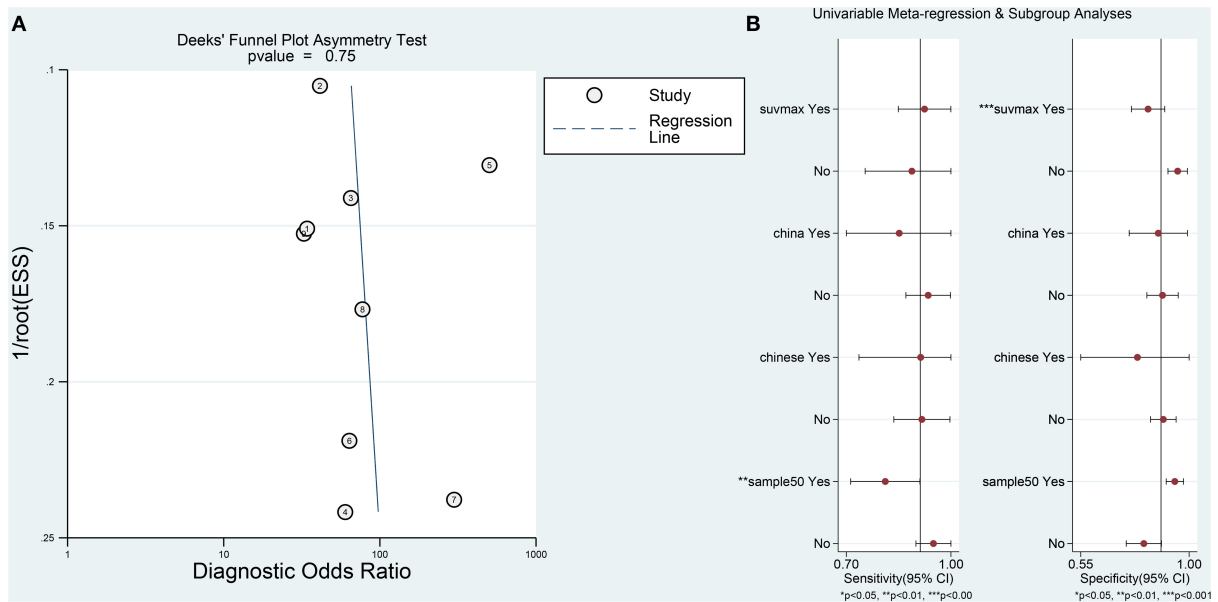 A
Deeks' Funnel Plot Asymmetry Test
pvalue = 0.75
.1
.15
.2
.25
1/root(ESS)
1
10
100
1000
Diagnostic Odds Ratio
2
5
3
1
9
8
6
7
4
Study
Regression
Line
B
Univariable Meta-regression & Subgroup Analyses
suvmax Yes
No
china Yes
No
chinese Yes
No
**sample50 Yes
No
0.70
1.00
Sensitivity(95% CI)
*p<0.05, **p<0.01, ***p<0.00
***suvmax Yes
No
china Yes
No
chinese Yes
No
sample50 Yes
No
0.55
1.00
Specificity(95% CI)
*p<0.05, **p<0.01, ***p<0.001